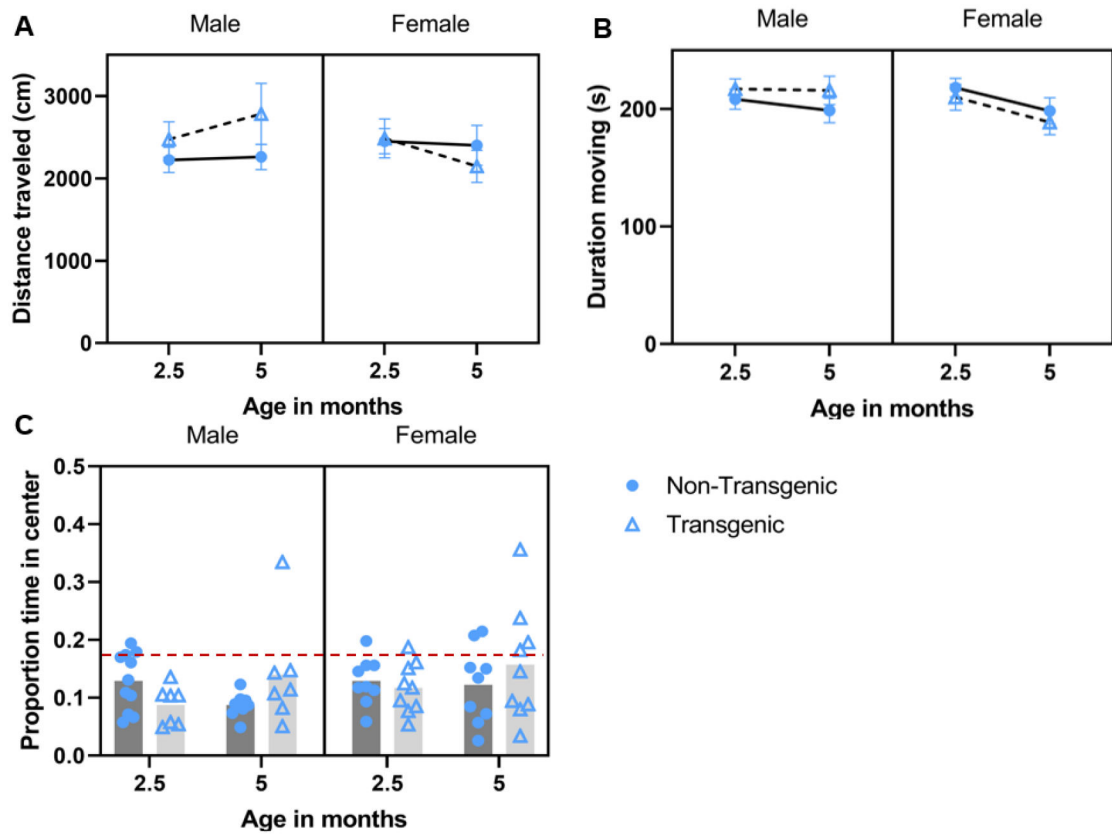 A
Male Female
Distance traveled (cm)
3000
2000
1000
0
2.5 5 2.5 5
Age in months
B
Male Female
Duration moving (s)
200
100
0
2.5 5 2.5 5
Age in months
C
Male Female
Proportion time in center
0.5
0.4
0.3
0.2
0.1
0.0
2.5 5 2.5 5
Age in months
Non-Transgenic
Transgenic